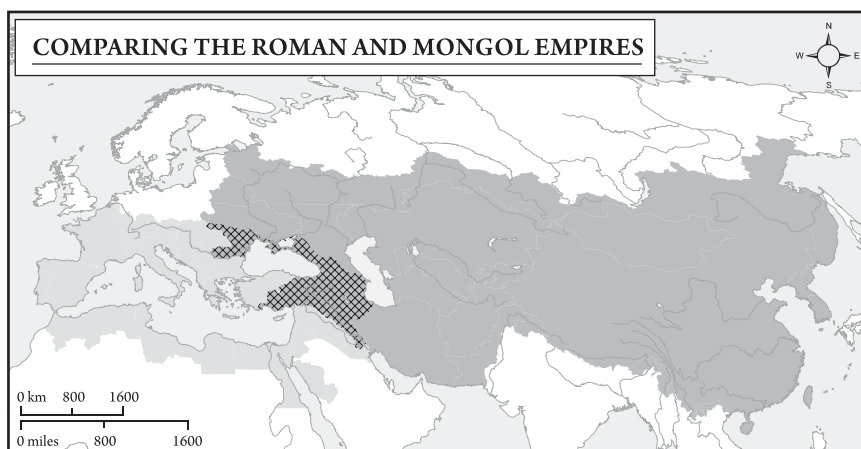 COMPARING THE ROMAN AND MONGOL EMPIRES
N
W E
S
0 km 800 1600
0 miles 800 1600